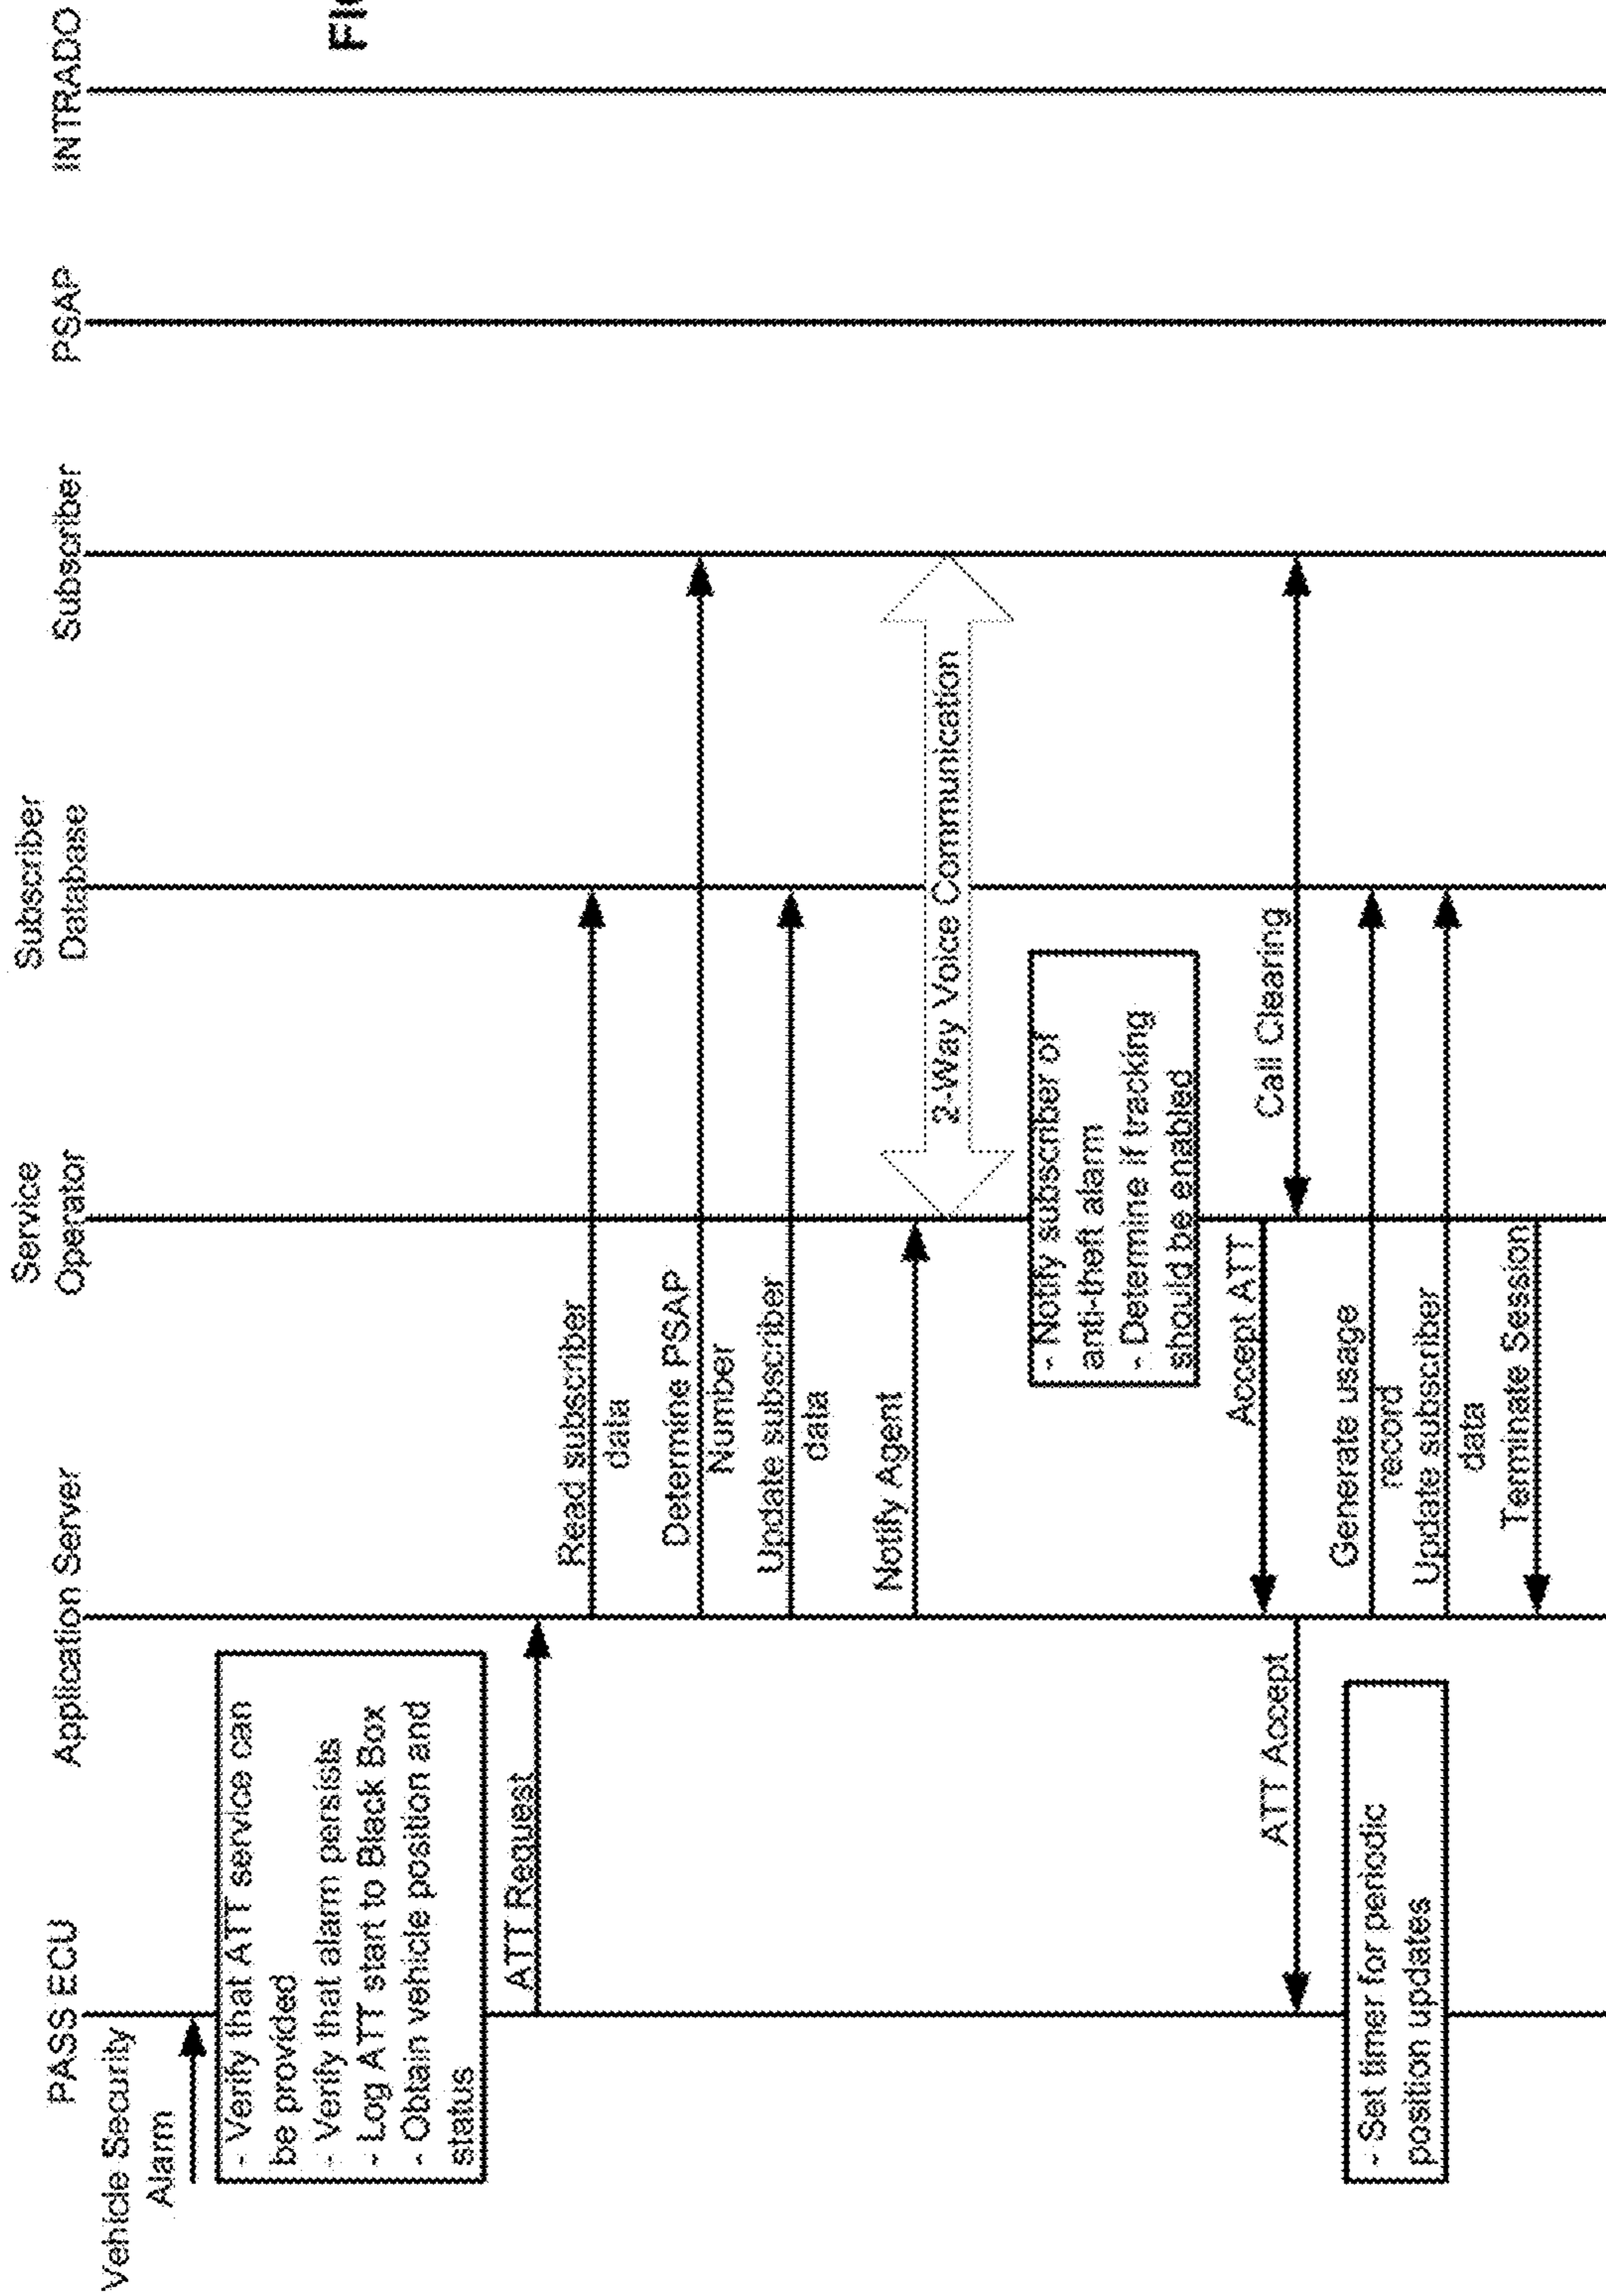 PASS ECU
Application Server
Service
Operator
Subscriber
Database
Subscriber
PSAP
INTRADO
Vehicle Security
Alarm
- Verify that ATT service can
be provided
- Verify that alarm persists
- Log ATT start to Black Box
- Obtain vehicle position and
status
ATT Request
Read subscriber
data
Determine PSAP
Number
Update subscriber
data
Notify Agent
2-Way Voice Communication
- Notify subscriber of
anti-theft alarm
- Determine if tracking
should be enabled
Accept ATT
ATT Accept
Call Clearing
- Set timer for periodic
position updates
Generate usage
record
Update subscriber
data
Terminate Session